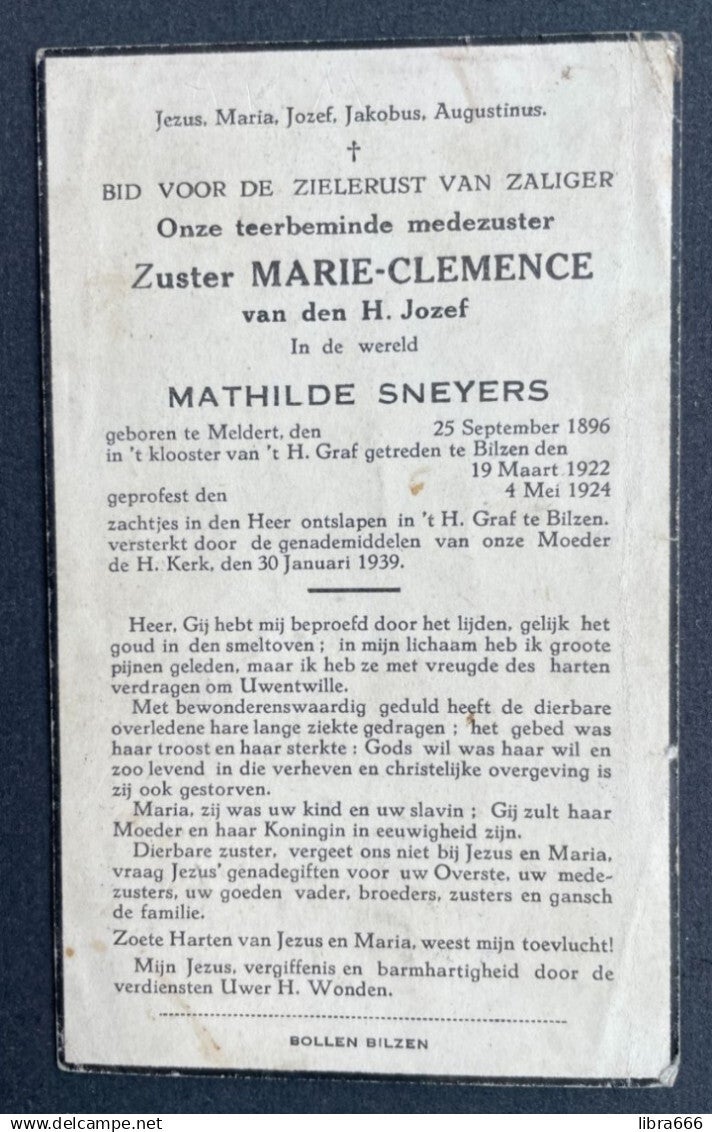 Jezus, Maria, Jozef, Jakobus, Augustinus.
†
BID VOOR DE ZIELERUST VAN ZALIGER
Onze teerbeminde medezuster
Zuster MARIE-CLEMENCE
van den H. Jozef
In de wereld
MATHILDE SNEYERS
geboren te Meldert, den 25 September 1896
in 't klooster van 't H. Graf getreden te Bilzen den
19 Maart 1922
geprofest den 4 Mei 1924
zachtjes in den Heer ontslapen in 't H. Graf te Bilzen.
versterkt door de genademiddelen van onze Moeder
de H. Kerk, den 30 Januari 1939.
Heer, Gij hebt mij beproefd door het lijden, gelijk het
goud in den smeltoven ; in mijn lichaam heb ik groote
pijnen geleden, maar ik heb ze met vreugde des harten
verdragen om Uwentwille.
Met bewonderenswaardig geduld heeft de dierbare
overledene hare lange ziekte gedragen ; het gebed was
haar troost en haar sterkte : Gods wil was haar wil en
zoo levend in die verheven en christelijke overgeving is
zij ook gestorven.
Maria, zij was uw kind en uw slavin ; Gij zult haar
Moeder en haar Koningin in eeuwigheid zijn.
Dierbare zuster, vergeet ons niet bij Jezus en Maria,
vraag Jezus' genadegiften voor uw Overste, uw mede-
zusters, uw goeden vader, broeders, zusters en gansch
de familie.
Zoete Harten van Jezus en Maria, weest mijn toevlucht!
Mijn Jezus, vergiffenis en barmhartigheid door de
verdiensten Uwer H. Wonden.
BOLLEN BILZEN
delcampe.net
libra666